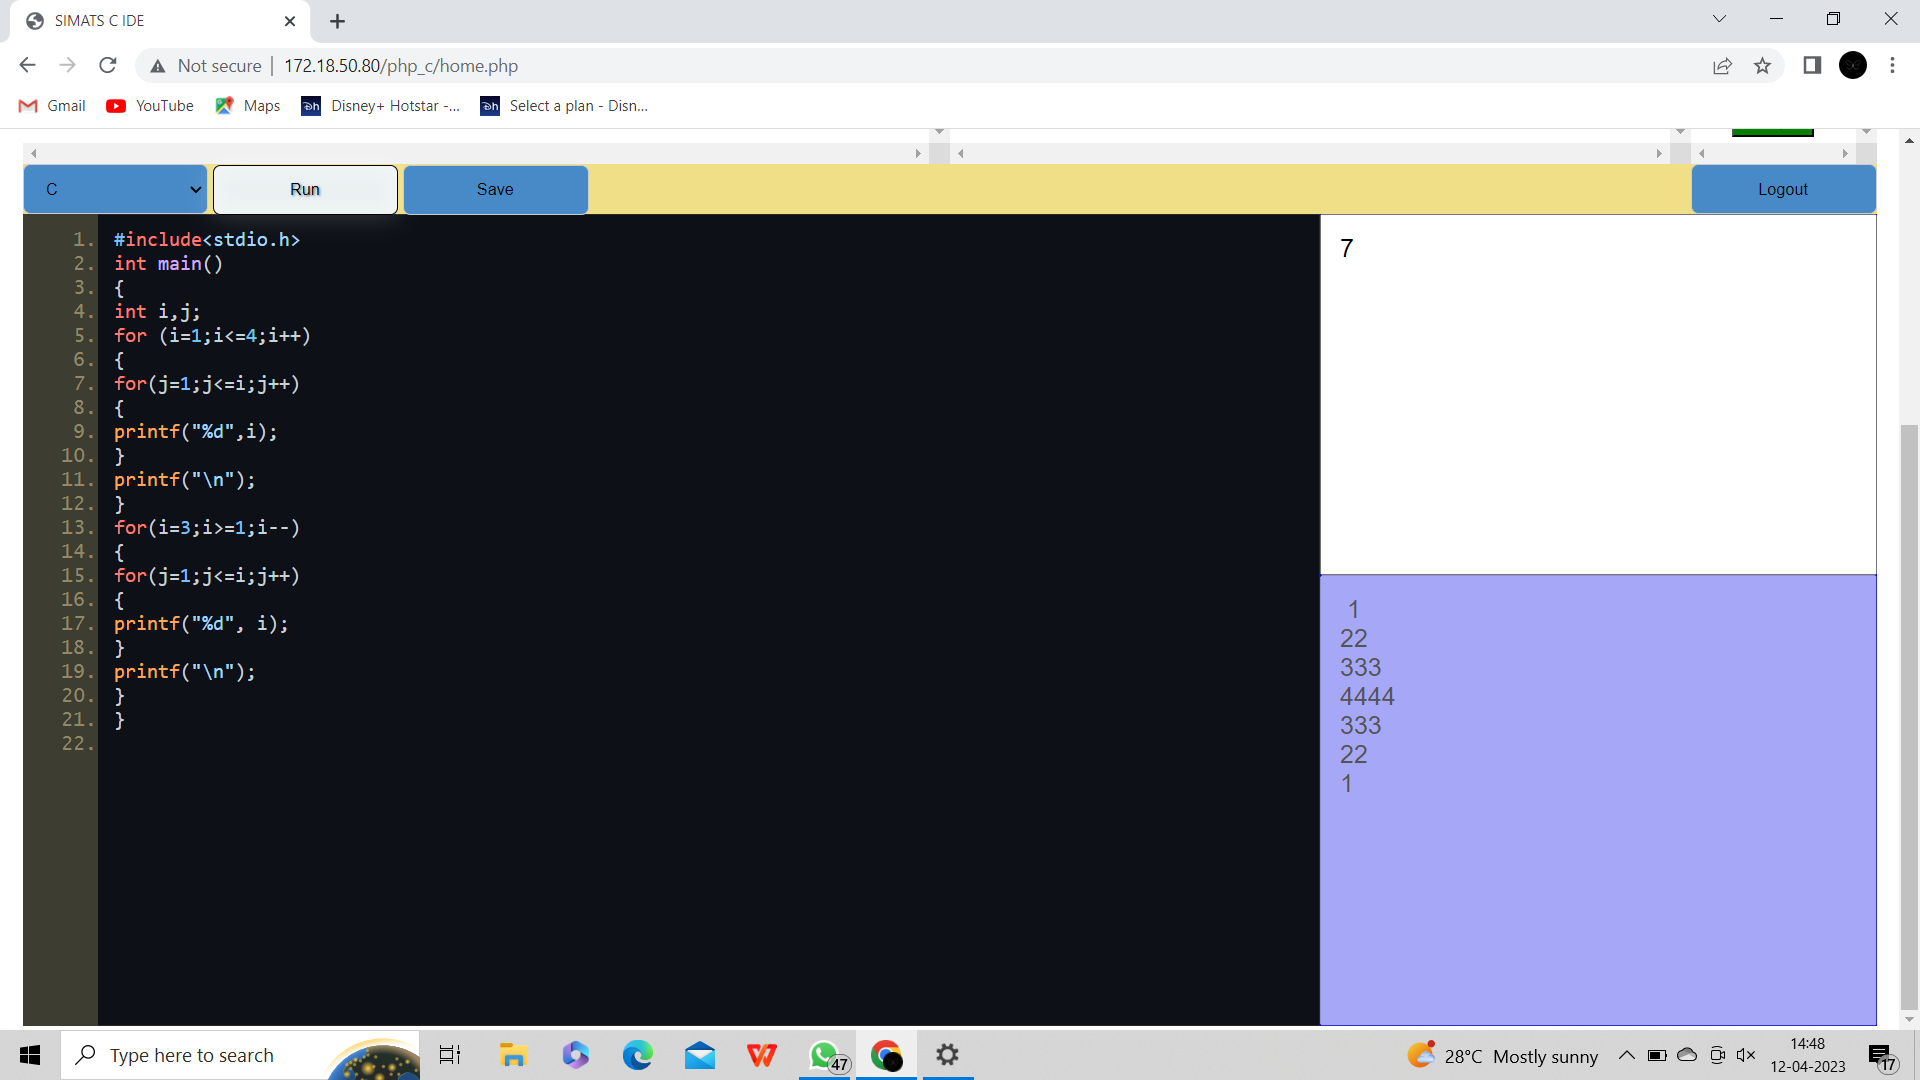 SIMATS C IDE
Not secure | 172.18.50.80/php_c/home.php
Gmail YouTube Maps Disney+ Hotstar -... Select a plan - Disn...
C Run Save Logout
1. #include<stdio.h>
2. int main()
3. {
4. int i,j;
5. for (i=1;i<=4;i++)
6. {
7. for(j=1;j<=i;j++)
8. {
9. printf("%d",i);
10. }
11. printf("\n");
12. }
13. for(i=3;i>=1;i--)
14. {
15. for(j=1;j<=i;j++)
16. {
17. printf("%d", i);
18. }
19. printf("\n");
20. }
21. }
22.
7
1
22
333
4444
333
22
1
Type here to search
47
28°C Mostly sunny
14:48
12-04-2023
17